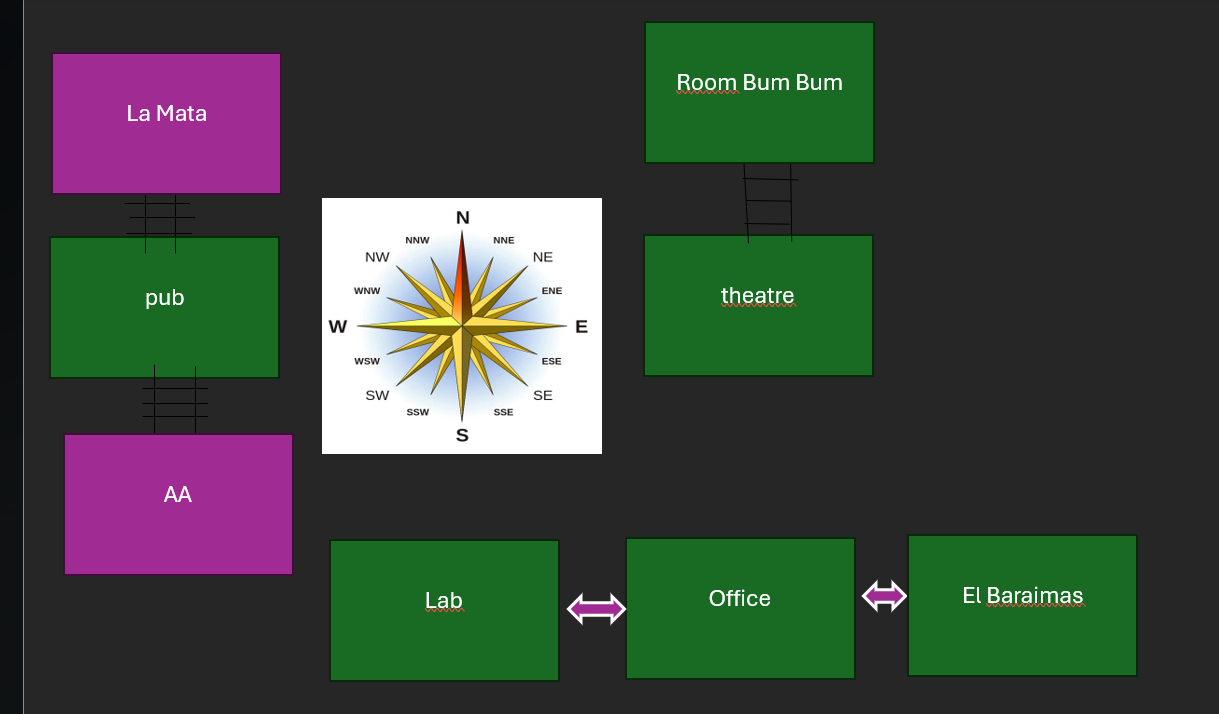 La Mata
Room Bum Bum
pub
theatre
N
NNW
NNE
NW
NE
WNW
ENE
W
E
WSW
ESE
SW
SE
SSW
SSE
S
AA
Lab
Office
El Baraimas